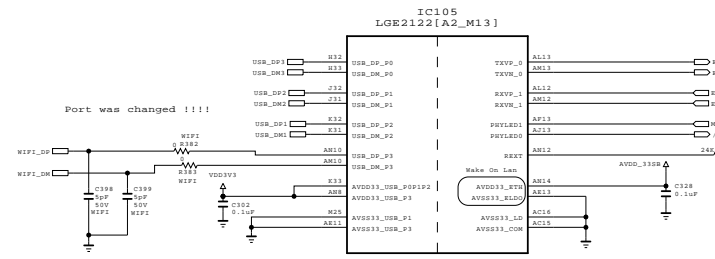 IC105
LGE2122[A2_M13]
USB_DP3 H32 USB_DP_P0
USB_DM3 H33 USB_DM_P0
USB_DP2 J32 USB_DP_P1
USB_DM2 J31 USB_DM_P1
Port was changed !!!!
USB_DP1 K32 USB_DP_P2
USB_DM1 K31 USB_DM_P2
WIFI
0 R382
WIFI_DP AN10 USB_DP_P3
0
WIFI_DM AM10 USB_DM_P3
R383
WIFI
VDD3V3
K33 AVDD33_USB_P0P1P2
AN8 AVDD33_USB_P3
C398
5pF
50V
WIFI
C399
5pF
50V
WIFI
C302
0.1uF
M25 AVSS33_USB_P1
AE11 AVSS33_USB_P3
TXVP_0 AL13
TXVN_0 AM13
RXVP_1 AL12
RXVN_1 AM12
PHYLED1 AF13
PHYLED0 AJ13
REXT AN12 24K
Wake On Lan
AVDD_33SB
AVDD33_ETH AN14
AVSS33_ELDO AE13
C328
0.1uF
AVSS33_LD AC16
AVSS33_COM AC15